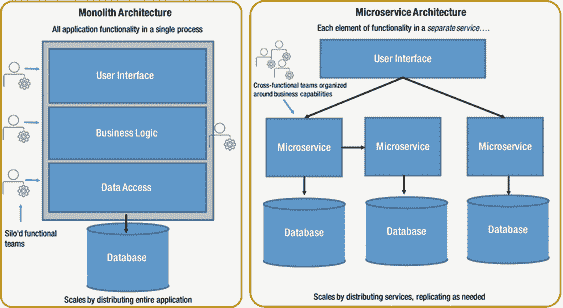 Monolith Architecture
All application functionality in a single process
User Interface
Business Logic
Data Access
Silo'd functional
teams
Database
Scales by distributing entire application
Microservice Architecture
Each element of functionality in a separate service....
User Interface
Cross-functional teams organized
around business capabilities
Microservice
Microservice
Microservice
Database
Database
Database
Scales by distributing services, replicating as needed